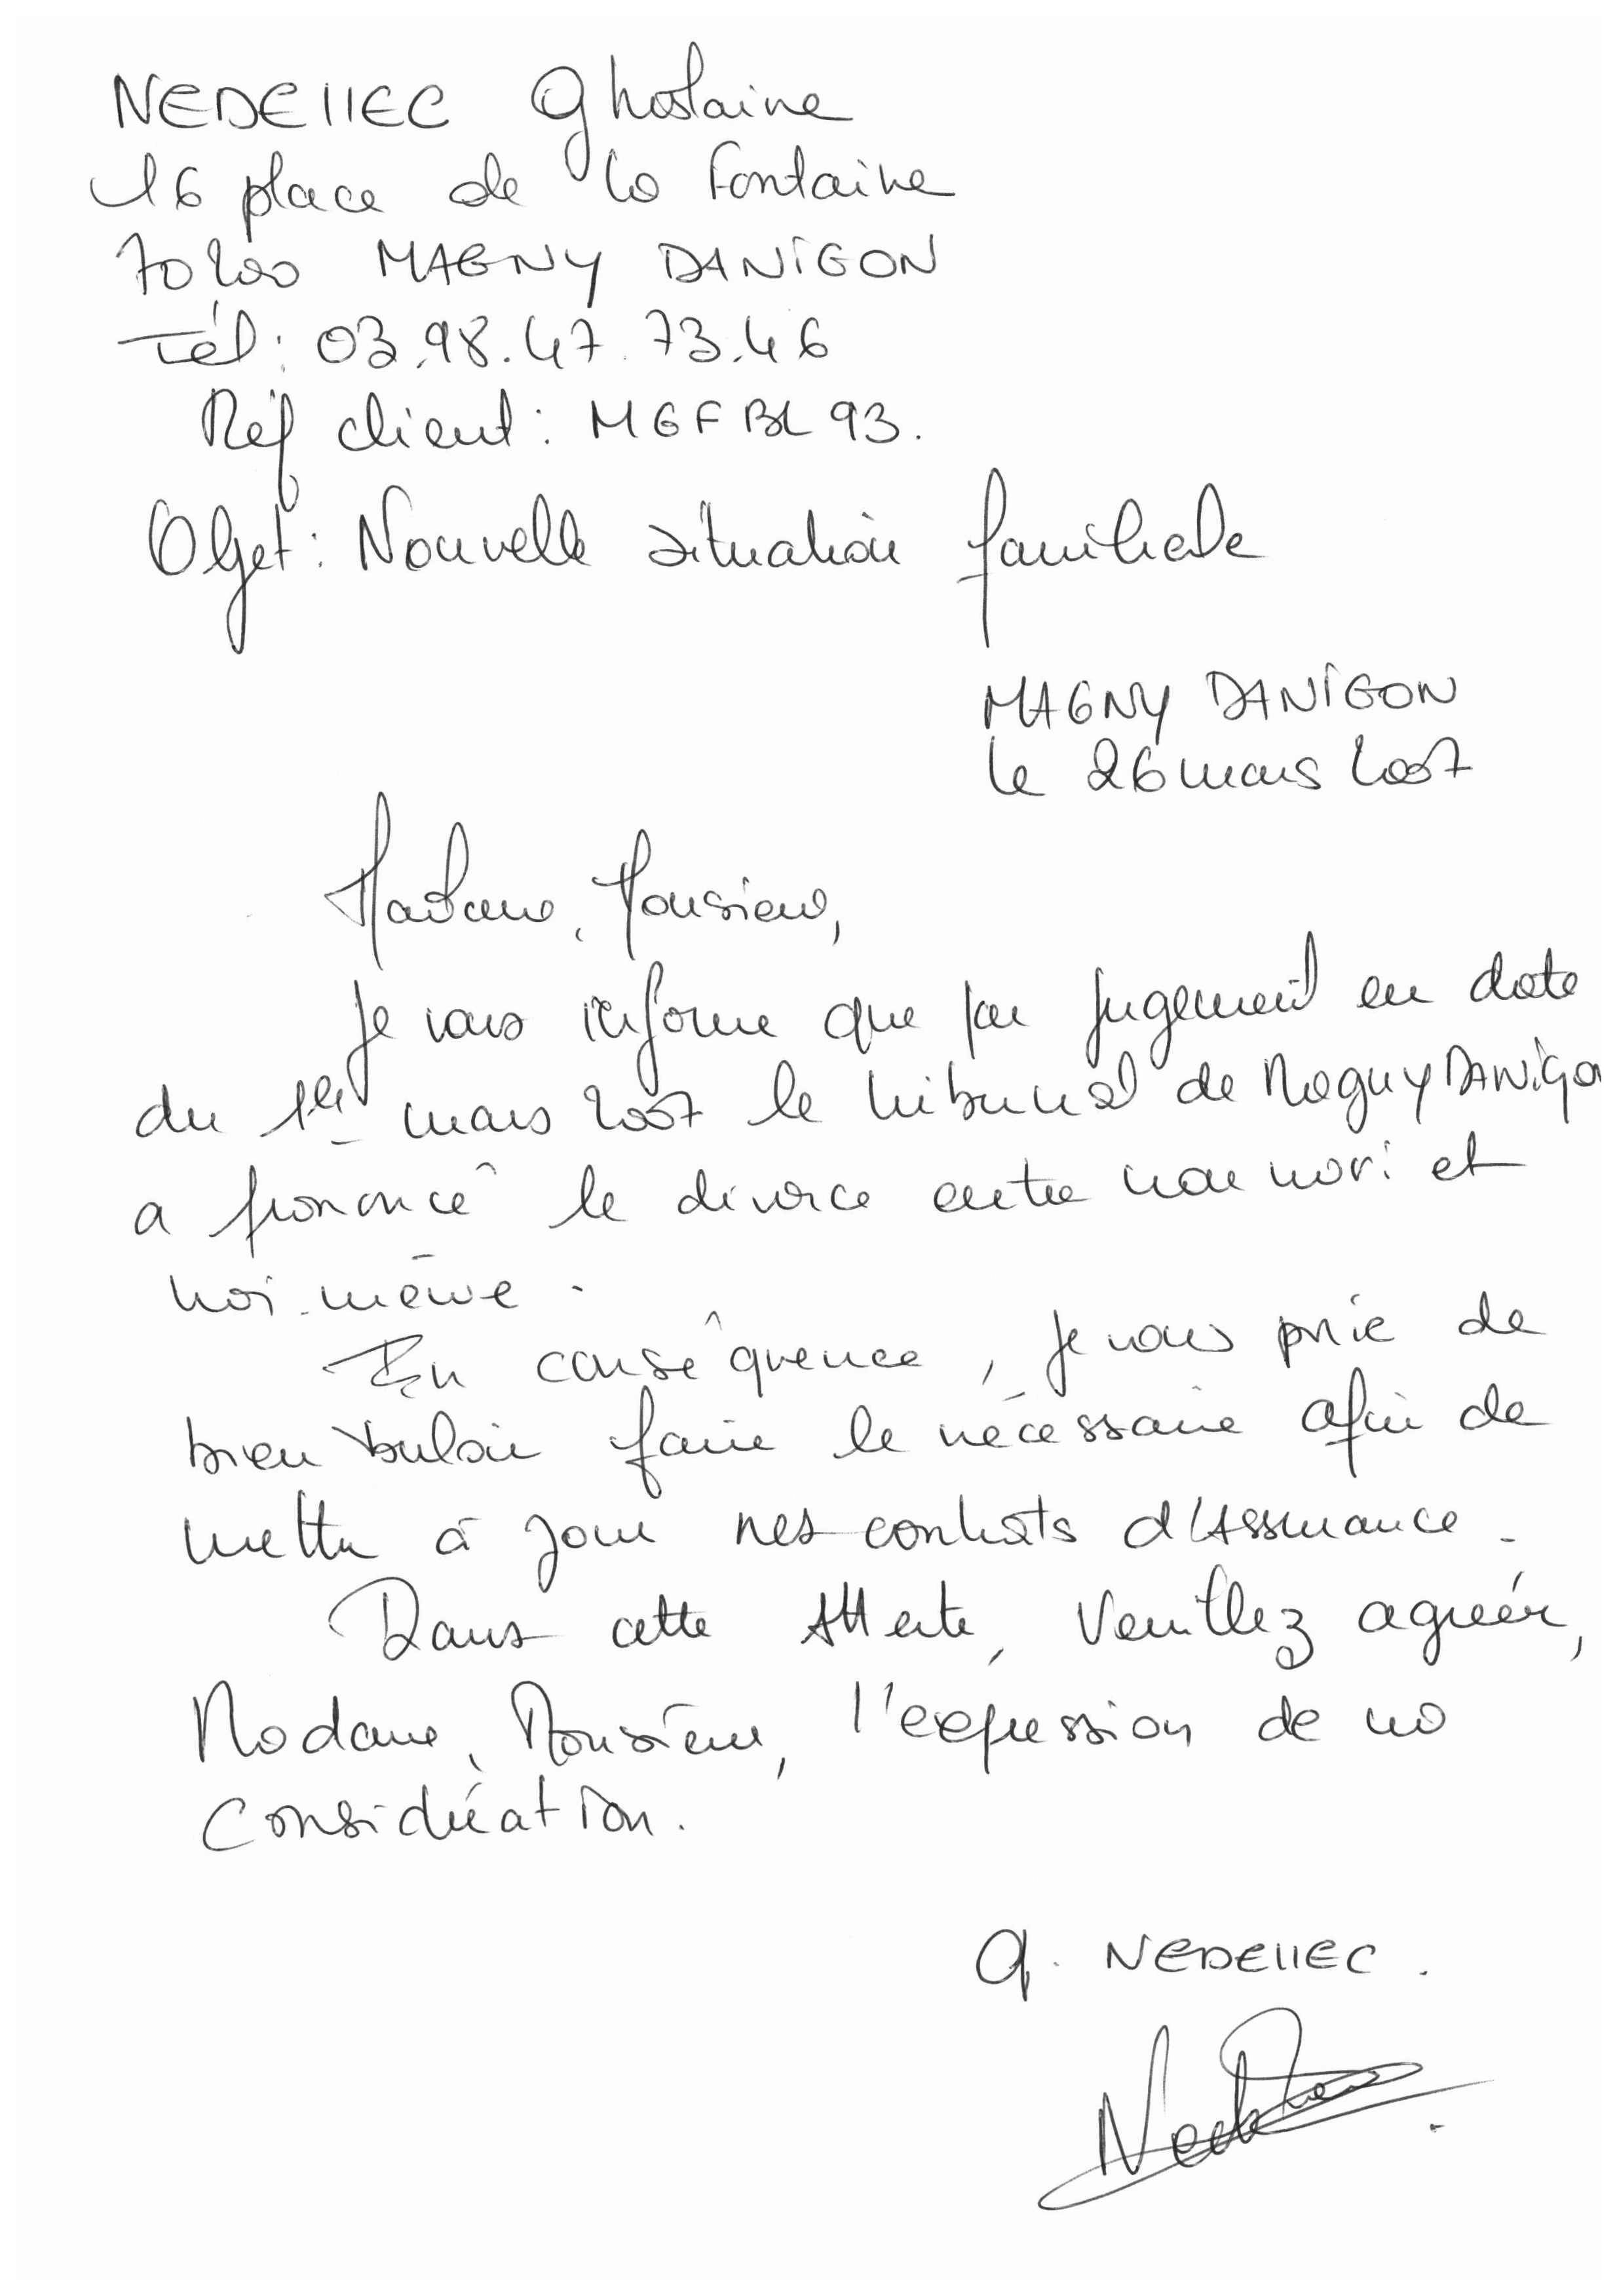 NEDELLEC Ghoslaine
16 place de la Fontaine
70200 MAGNY DANIGON
Tél : 03.98.47.73.46
Réf client : MGFBL93.
Objet : Nouvelle situation familiale
MAGNY DANIGON
le 26 mars 2007
Madame, Monsieur,
Je vous informe que par jugement en date
du 1er mars 2007 le tribunal de Magny DANigo
a prononcé le divorce entre mon mari et
moi-même.
En conséquence, je vous prie de
bien vouloir faire le nécessaire afin de
mettre à jour mes contrats d'Assurance.
Dans cette Attente, Veuillez agréer,
Madame, Monsieur, l'expression de ma
Considération.
G. NEDELLEC.